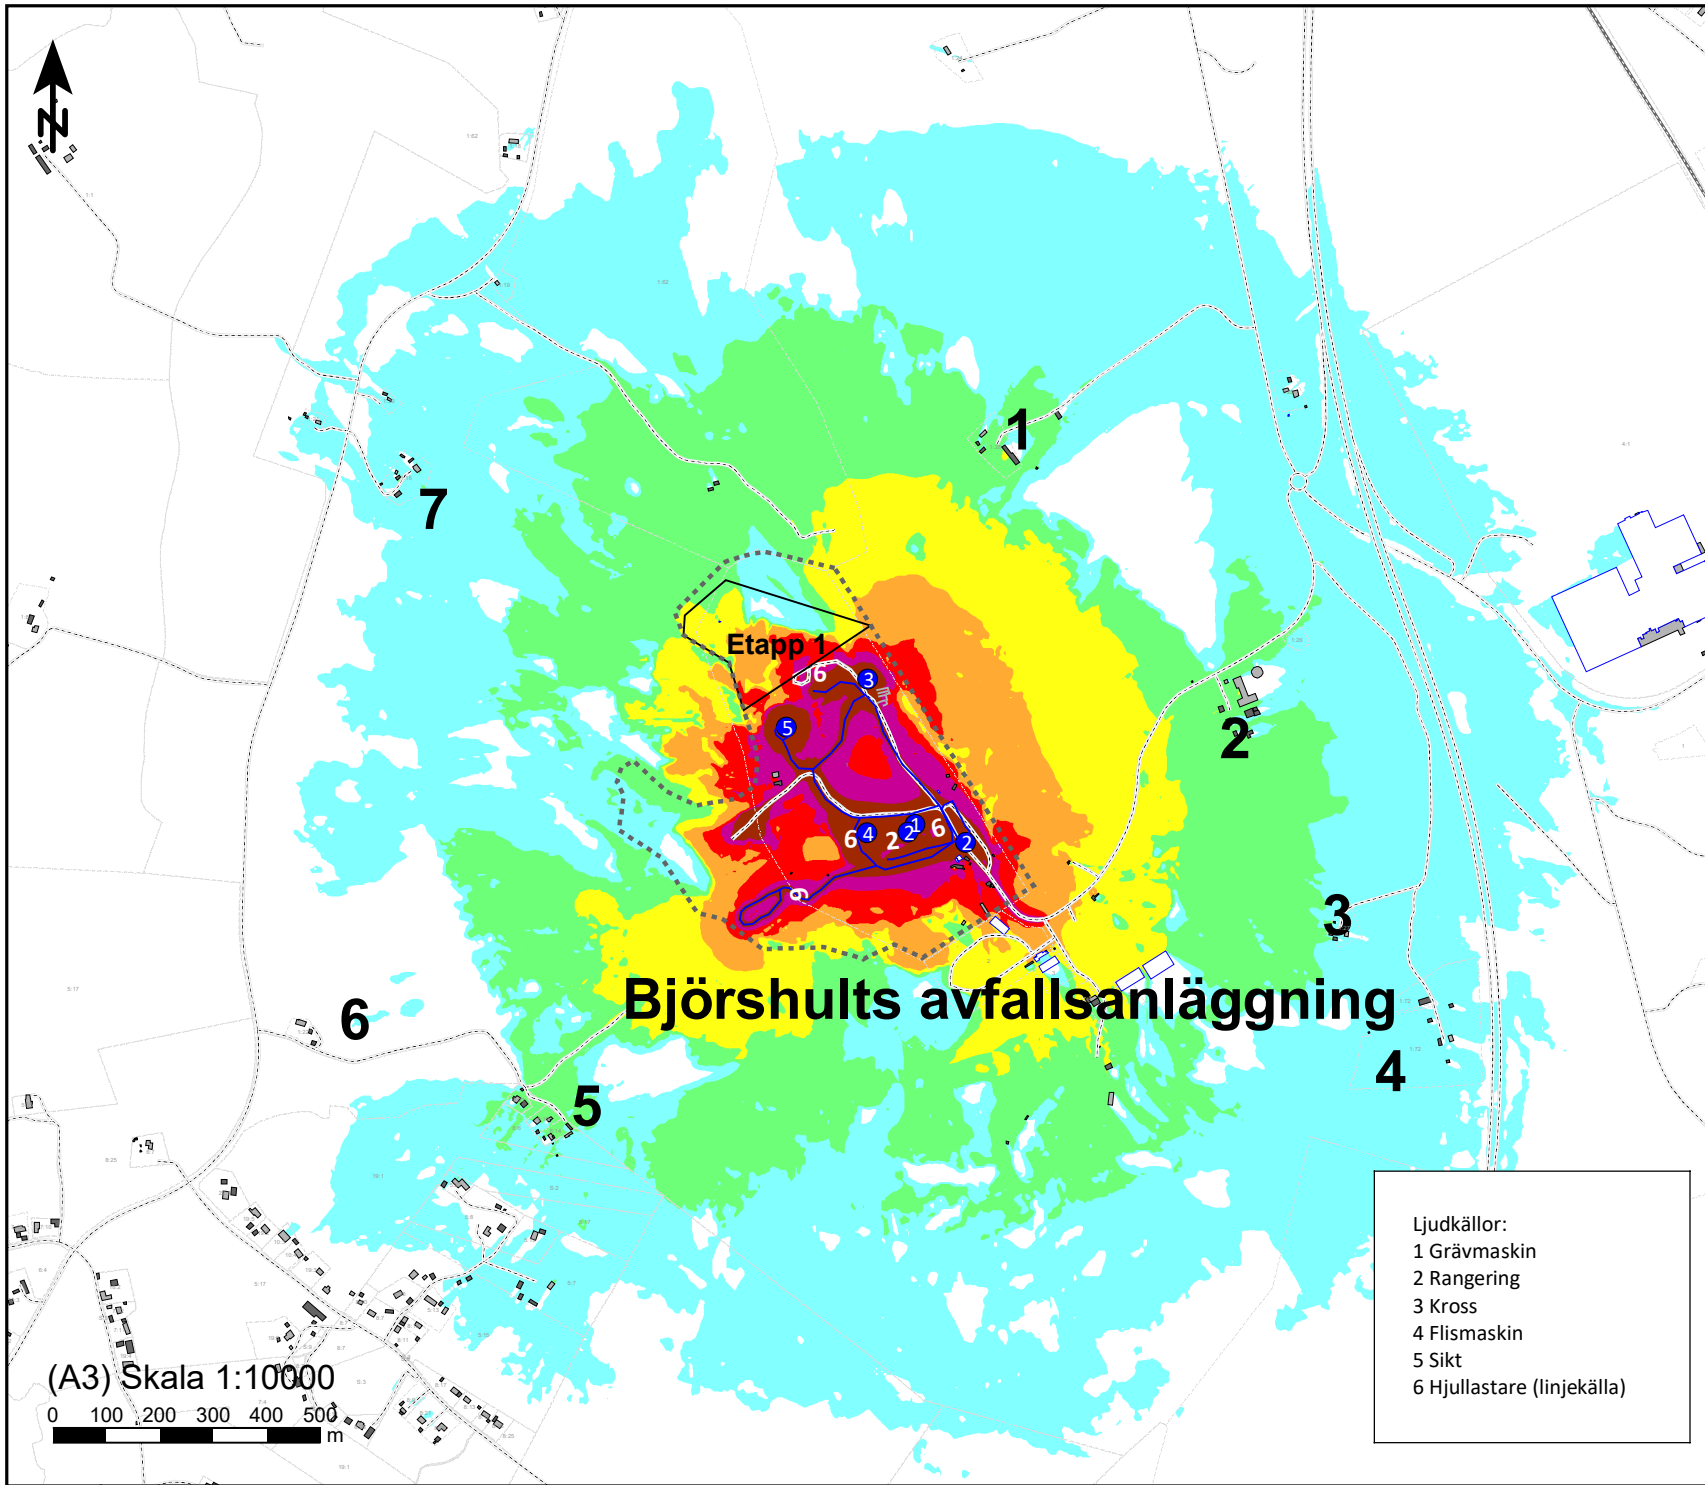 N
1
7
Etapp 1
6
3
5
2
4
2
1
6
6
2
2
6
3
Björshults avfallsanläggning
6
5
4
Ljudkällor:
1 Grävmaskin
2 Rangering
3 Kross
4 Flismaskin
5 Sikt
6 Hjullastare (linjekälla)
(A3) Skala 1:10000
0 100 200 300 400 500
m